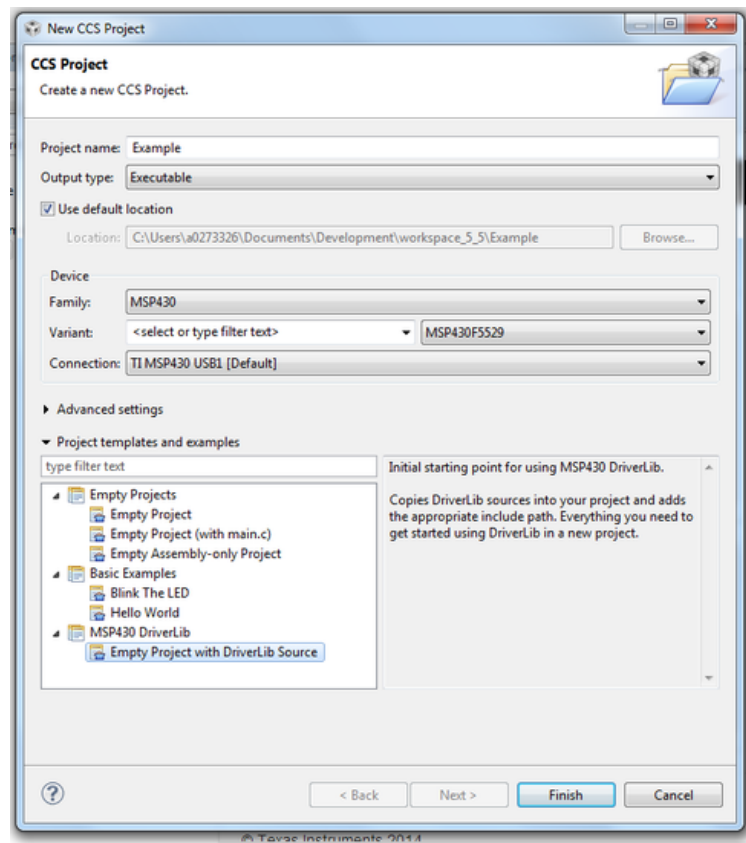 New CCS Project
CCS Project
Create a new CCS Project.
Project name: Example
Output type: Executable
Use default location
Location: C:\Users\a0273326\Documents\Development\workspace_5_5\Example Browse...
Device
Family: MSP430
Variant: <select or type filter text> MSP430F5529
Connection: TI MSP430 USB1 [Default]
Advanced settings
Project templates and examples
type filter text
Empty Projects
Empty Project
Empty Project (with main.c)
Empty Assembly-only Project
Basic Examples
Blink The LED
Hello World
MSP430 DriverLib
Empty Project with DriverLib Source
Initial starting point for using MSP430 DriverLib.
Copies DriverLib sources into your project and adds
the appropriate include path. Everything you need to
get started using DriverLib in a new project.
? < Back Next > Finish Cancel
© Texas Instruments 2014